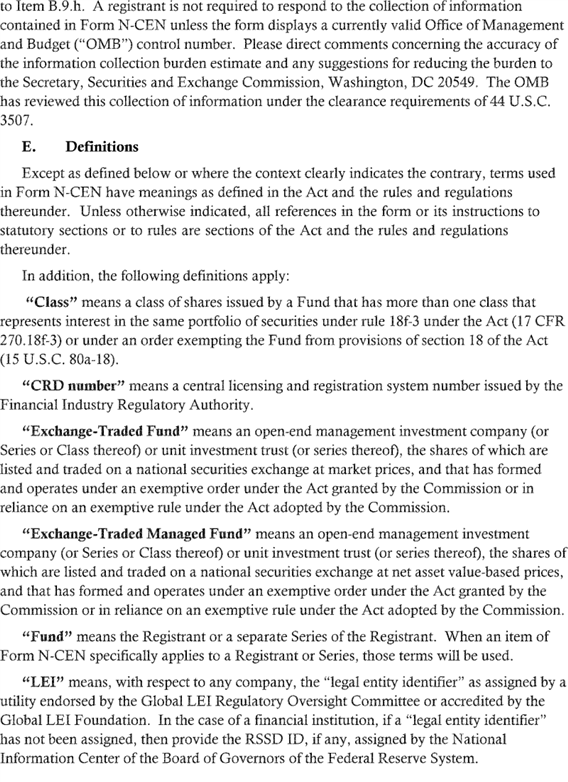 to Item B.9.h.  A registrant is not required to respond to the collection of information
contained in Form N-CEN unless the form displays a currently valid Office of Management
and Budget (“OMB”) control number.  Please direct comments concerning the accuracy of
the information collection burden estimate and any suggestions for reducing the burden to
the Secretary, Securities and Exchange Commission, Washington, DC 20549.  The OMB
has reviewed this collection of information under the clearance requirements of 44 U.S.C.
3507.
E. Definitions
Except as defined below or where the context clearly indicates the contrary, terms used
in Form N-CEN have meanings as defined in the Act and the rules and regulations
thereunder.  Unless otherwise indicated, all references in the form or its instructions to
statutory sections or to rules are sections of the Act and the rules and regulations
thereunder.
In addition, the following definitions apply:
“Class” means a class of shares issued by a Fund that has more than one class that
represents interest in the same portfolio of securities under rule 18f-3 under the Act (17 CFR
270.18f-3) or under an order exempting the Fund from provisions of section 18 of the Act
(15 U.S.C. 80a-18).
“CRD number” means a central licensing and registration system number issued by the
Financial Industry Regulatory Authority.
“Exchange-Traded Fund” means an open-end management investment company (or
Series or Class thereof) or unit investment trust (or series thereof), the shares of which are
listed and traded on a national securities exchange at market prices, and that has formed
and operates under an exemptive order under the Act granted by the Commission or in
reliance on an exemptive rule under the Act adopted by the Commission.
“Exchange-Traded Managed Fund” means an open-end management investment
company (or Series or Class thereof) or unit investment trust (or series thereof), the shares of
which are listed and traded on a national securities exchange at net asset value-based prices,
and that has formed and operates under an exemptive order under the Act granted by the
Commission or in reliance on an exemptive rule under the Act adopted by the Commission.
“Fund” means the Registrant or a separate Series of the Registrant.  When an item of
Form N-CEN specifically applies to a Registrant or Series, those terms will be used.
“LEI” means, with respect to any company, the “legal entity identifier” as assigned by a
utility endorsed by the Global LEI Regulatory Oversight Committee or accredited by the
Global LEI Foundation.  In the case of a financial institution, if a “legal entity identifier”
has not been assigned, then provide the RSSD ID, if any, assigned by the National
Information Center of the Board of Governors of the Federal Reserve System.